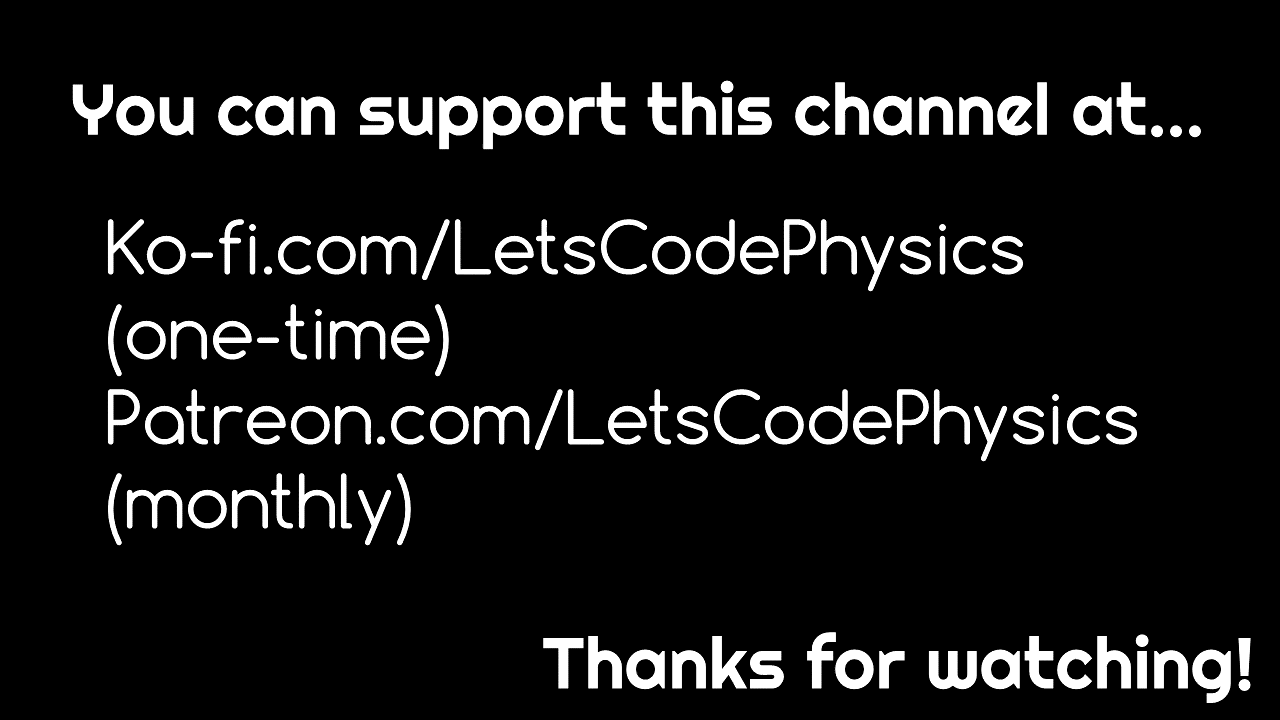 You can support this channel at...
Ko-fi.com/LetsCodePhysics
(one-time)
Patreon.com/LetsCodePhysics
(monthly)
Thanks for watching!